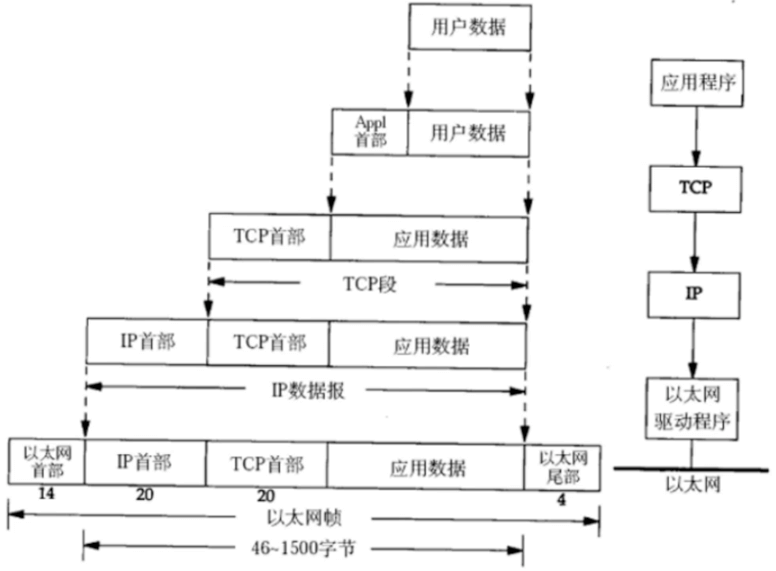 用户数据
Appl
首部
用户数据
应用程序
TCP首部
应用数据
TCP
TCP段
IP首部
TCP首部
应用数据
IP
IP数据报
以太网
首部
IP首部
TCP首部
应用数据
以太网
尾部
以太网
驱动程序
以太网
14
20
20
4
以太网帧
46~1500字节